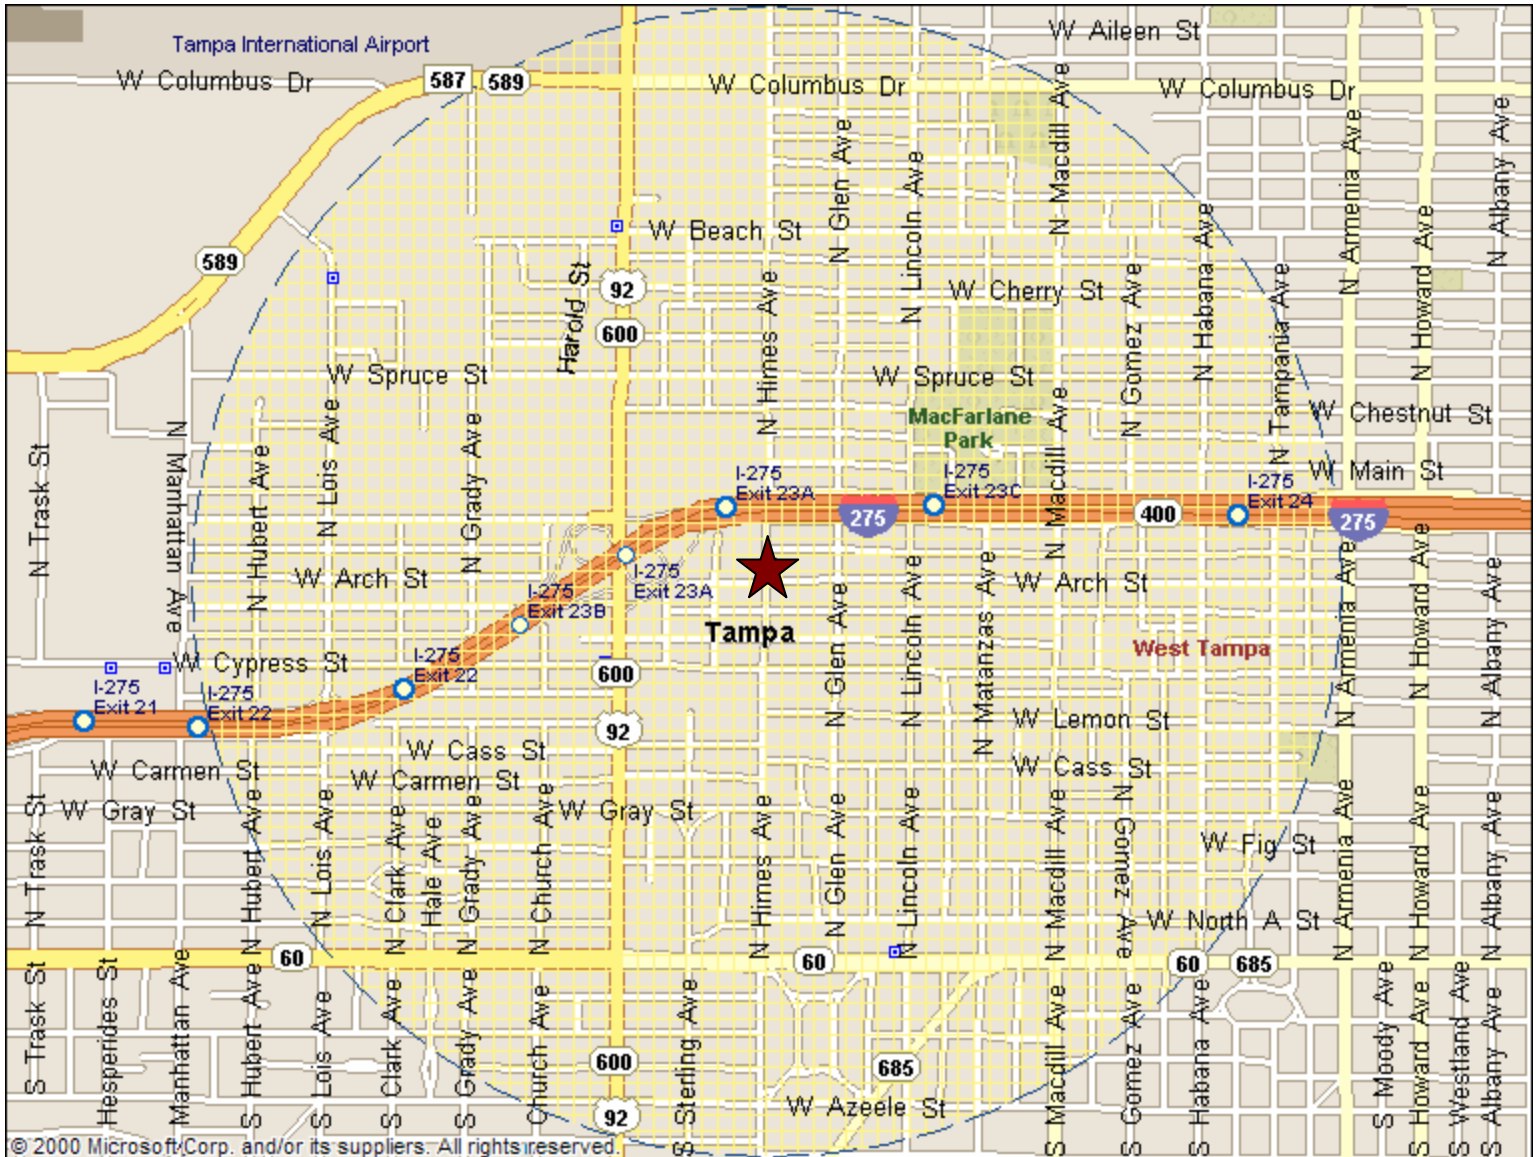 W Aileen St
Tampa International Airport
W Columbus Dr
587
589
W Columbus Dr
W Columbus Dr
N Macdill Ave
N Glen Ave
N Lincoln Ave
N Armenia Ave
N Albany Ave
W Beach St
N Habana Ave
N Howard Ave
589
Harold St
92
600
N Himes Ave
W Cherry St
N Gomez Ave
N Tampania Ave
W Spruce St
W Spruce St
MacFarlane
Park
W Chestnut St
N Trask St
N Manhattan Ave
N Hubert Ave
N Lois Ave
N Grady Ave
N Macdill Ave
W Main St
I-275
Exit 23A
I-275
Exit 23C
I-275
Exit 24
275
400
275
W Arch St
I-275
Exit 23B
I-275
Exit 23A
W Arch St
Tampa
N Glen Ave
N Lincoln Ave
N Matanzas Ave
West Tampa
N Armenia Ave
N Howard Ave
N Albany Ave
W Cypress St
I-275
Exit 21
I-275
Exit 22
I-275
Exit 22
600
92
W Lemon St
W Cass St
W Carmen St
W Carmen St
W Cass St
W Gray St
W Gray St
N Trask St
N Hubert Ave
N Lois Ave
N Clark Ave
Hale Ave
N Grady Ave
N Church Ave
N Himes Ave
N Glen Ave
N Lincoln Ave
N Macdill Ave
N Gomez Ave
W Fig St
N Armenia Ave
N Howard Ave
N Albany Ave
W North A St
60
60
60
685
S Trask St
Hesperides St
Manhattan Ave
S Hubert Ave
S Lois Ave
S Clark Ave
S Grady Ave
Church Ave
600
S Sterling Ave
685
S Macdill Ave
S Gomez Ave
S Habana Ave
S Moody Ave
S Howard Ave
S Westland Ave
S Albany Ave
92
W Azeele St
© 2000 Microsoft Corp. and/or its suppliers. All rights reserved.